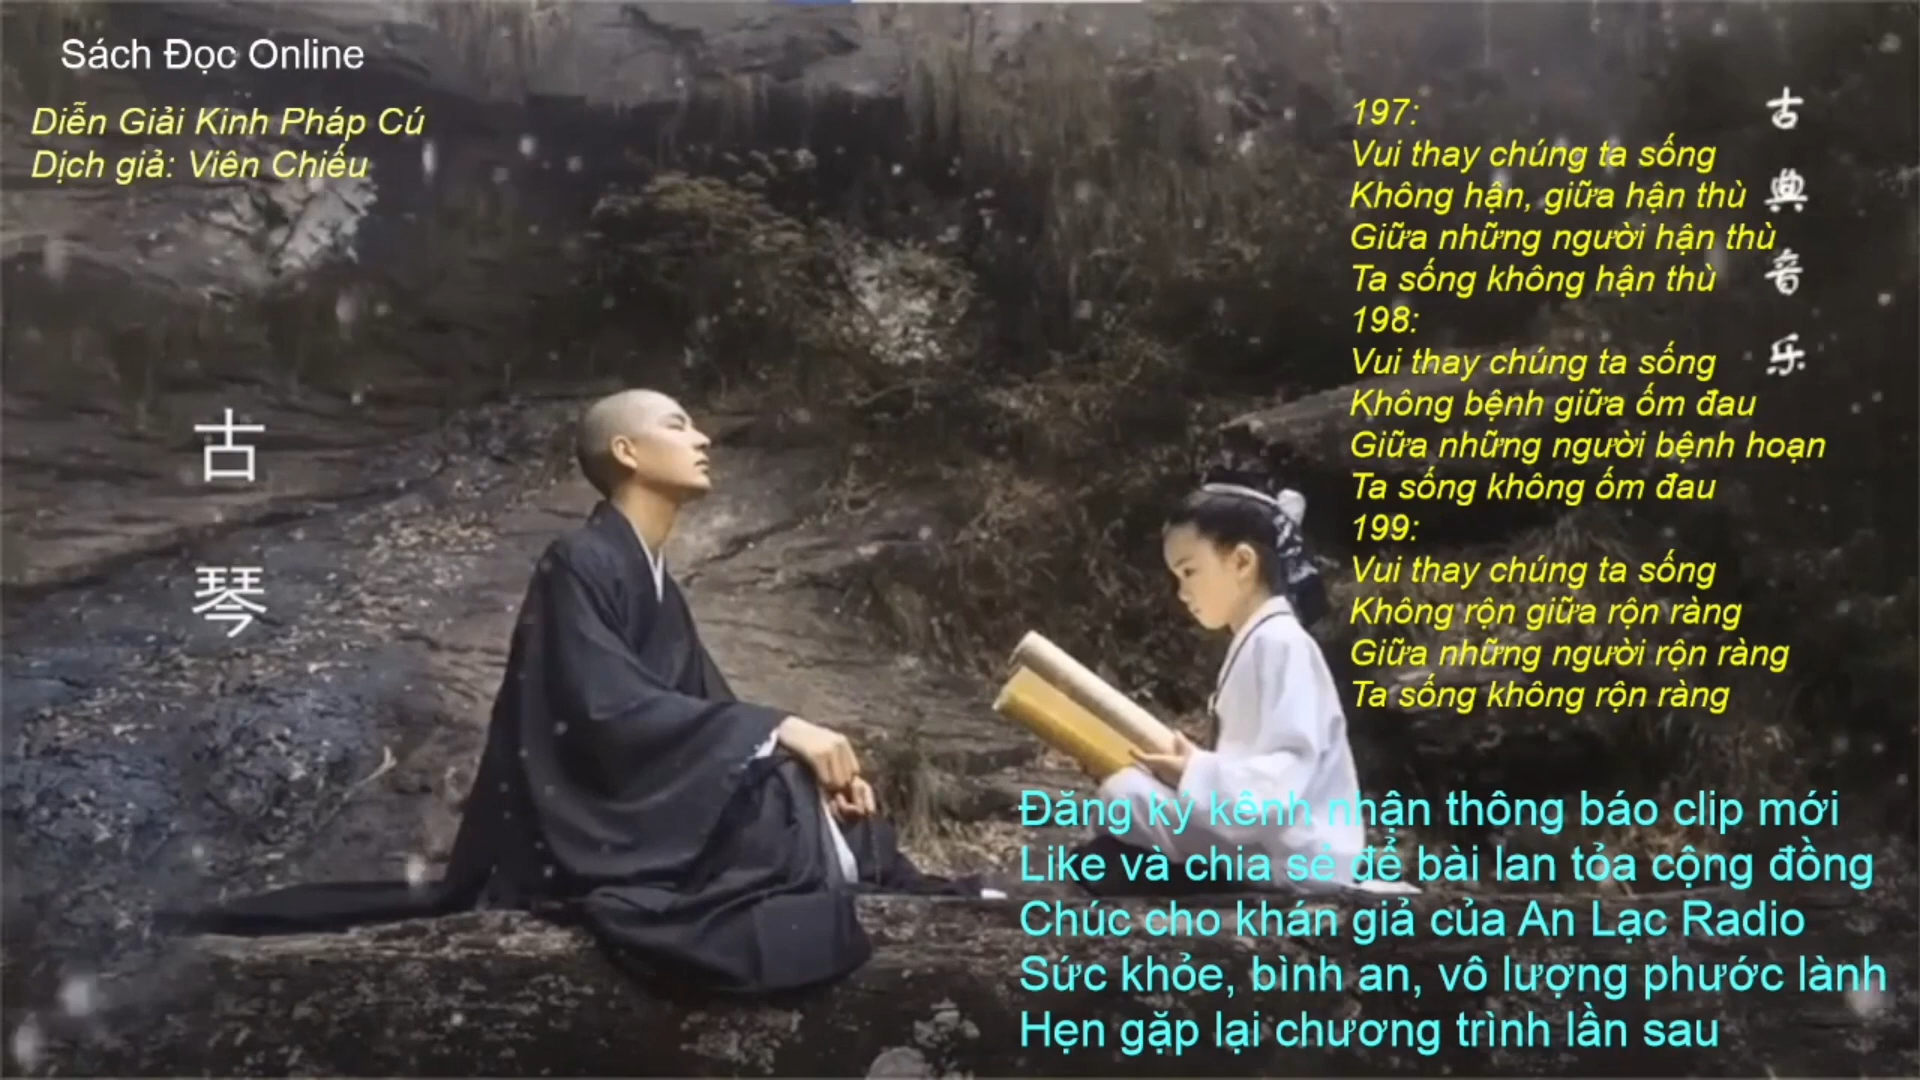 Sách Đọc Online
Diễn Giải Kinh Pháp Cú
Dịch giả: Viên Chiếu
古
琴
197:
Vui thay chúng ta sống
Không hận, giữa hận thù
Giữa những người hận thù
Ta sống không hận thù
198:
Vui thay chúng ta sống
Không bệnh giữa ốm đau
Giữa những người bệnh hoạn
Ta sống không ốm đau
199:
Vui thay chúng ta sống
Không rộn giữa rộn ràng
Giữa những người rộn ràng
Ta sống không rộn ràng
古
典
音
乐
Đăng ký kênh nhận thông báo clip mới
Like và chia sẻ để bài lan tỏa cộng đồng
Chúc cho khán giả của An Lạc Radio
Sức khỏe, bình an, vô lượng phước lành
Hẹn gặp lại chương trình lần sau